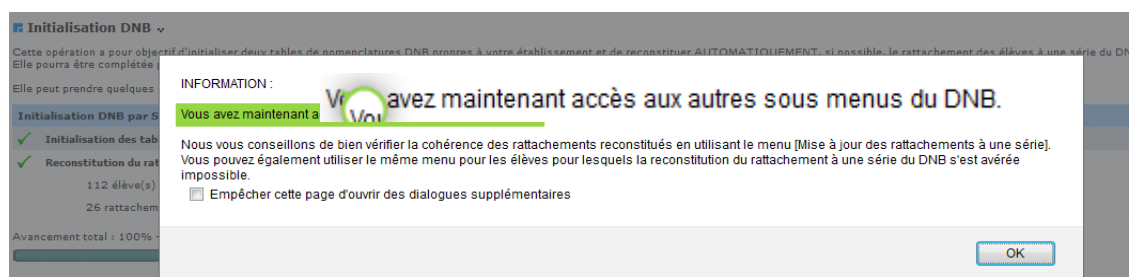 Initialisation DNB
Cette opération a pour objectif d'initialiser deux tables de nomenclatures DNB propres à votre établissement et de reconstituer AUTOMATIQUEMENT, si possible, le rattachement des élèves à une série du DN
Elle pourra être complétée
Elle peut prendre quelques
Initialisation DNB par S
Initialisation des tab
Reconstitution du rat
112 élève(s)
26 rattachem
Avancement total : 100% -
INFORMATION :
Vous avez maintenant accès aux autres sous menus du DNB.
Vous avez maintenant a
Nous vous conseillons de bien vérifier la cohérence des rattachements reconstitués en utilisant le menu [Mise à jour des rattachements à une série].
Vous pouvez également utiliser le même menu pour les élèves pour lesquels la reconstitution du rattachement à une série du DNB s'est avérée
impossible.
Empêcher cette page d'ouvrir des dialogues supplémentaires
OK